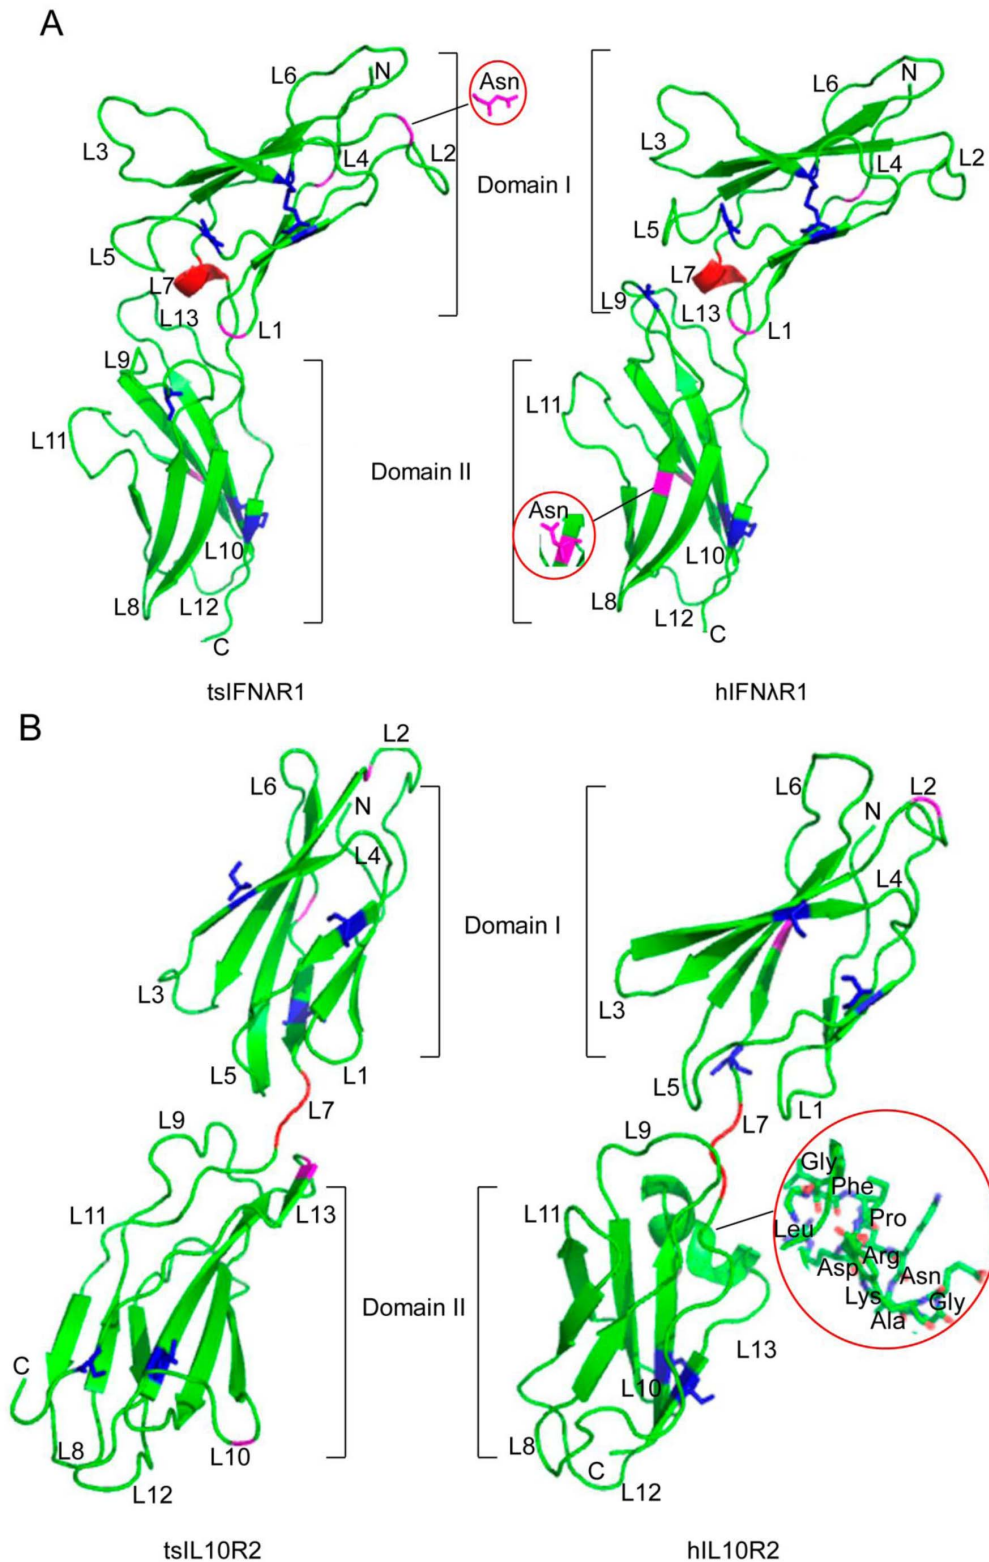 A
L6
N
Asn
L3
L4
L2
Domain I
L5
L7
L13
L1
L9
L11
Domain II
L10
L8
L12
C
tsIFNλR1
L6
N
L3
L4
L2
L5
L7
L9
L13
L1
L11
Asn
L10
L8
L12
C
hIFNλR1
B
L2
L6
N
L4
Domain I
L3
L5
L1
L7
L9
L11
L13
Domain II
C
L8
L10
L12
tsIL10R2
L6
L2
N
L4
L3
L5
L1
L7
L9
L11
Gly
Phe
Leu
Pro
Arg
Asp
Asn
Lys
Gly
Ala
L13
L10
L8
C
L12
hIL10R2